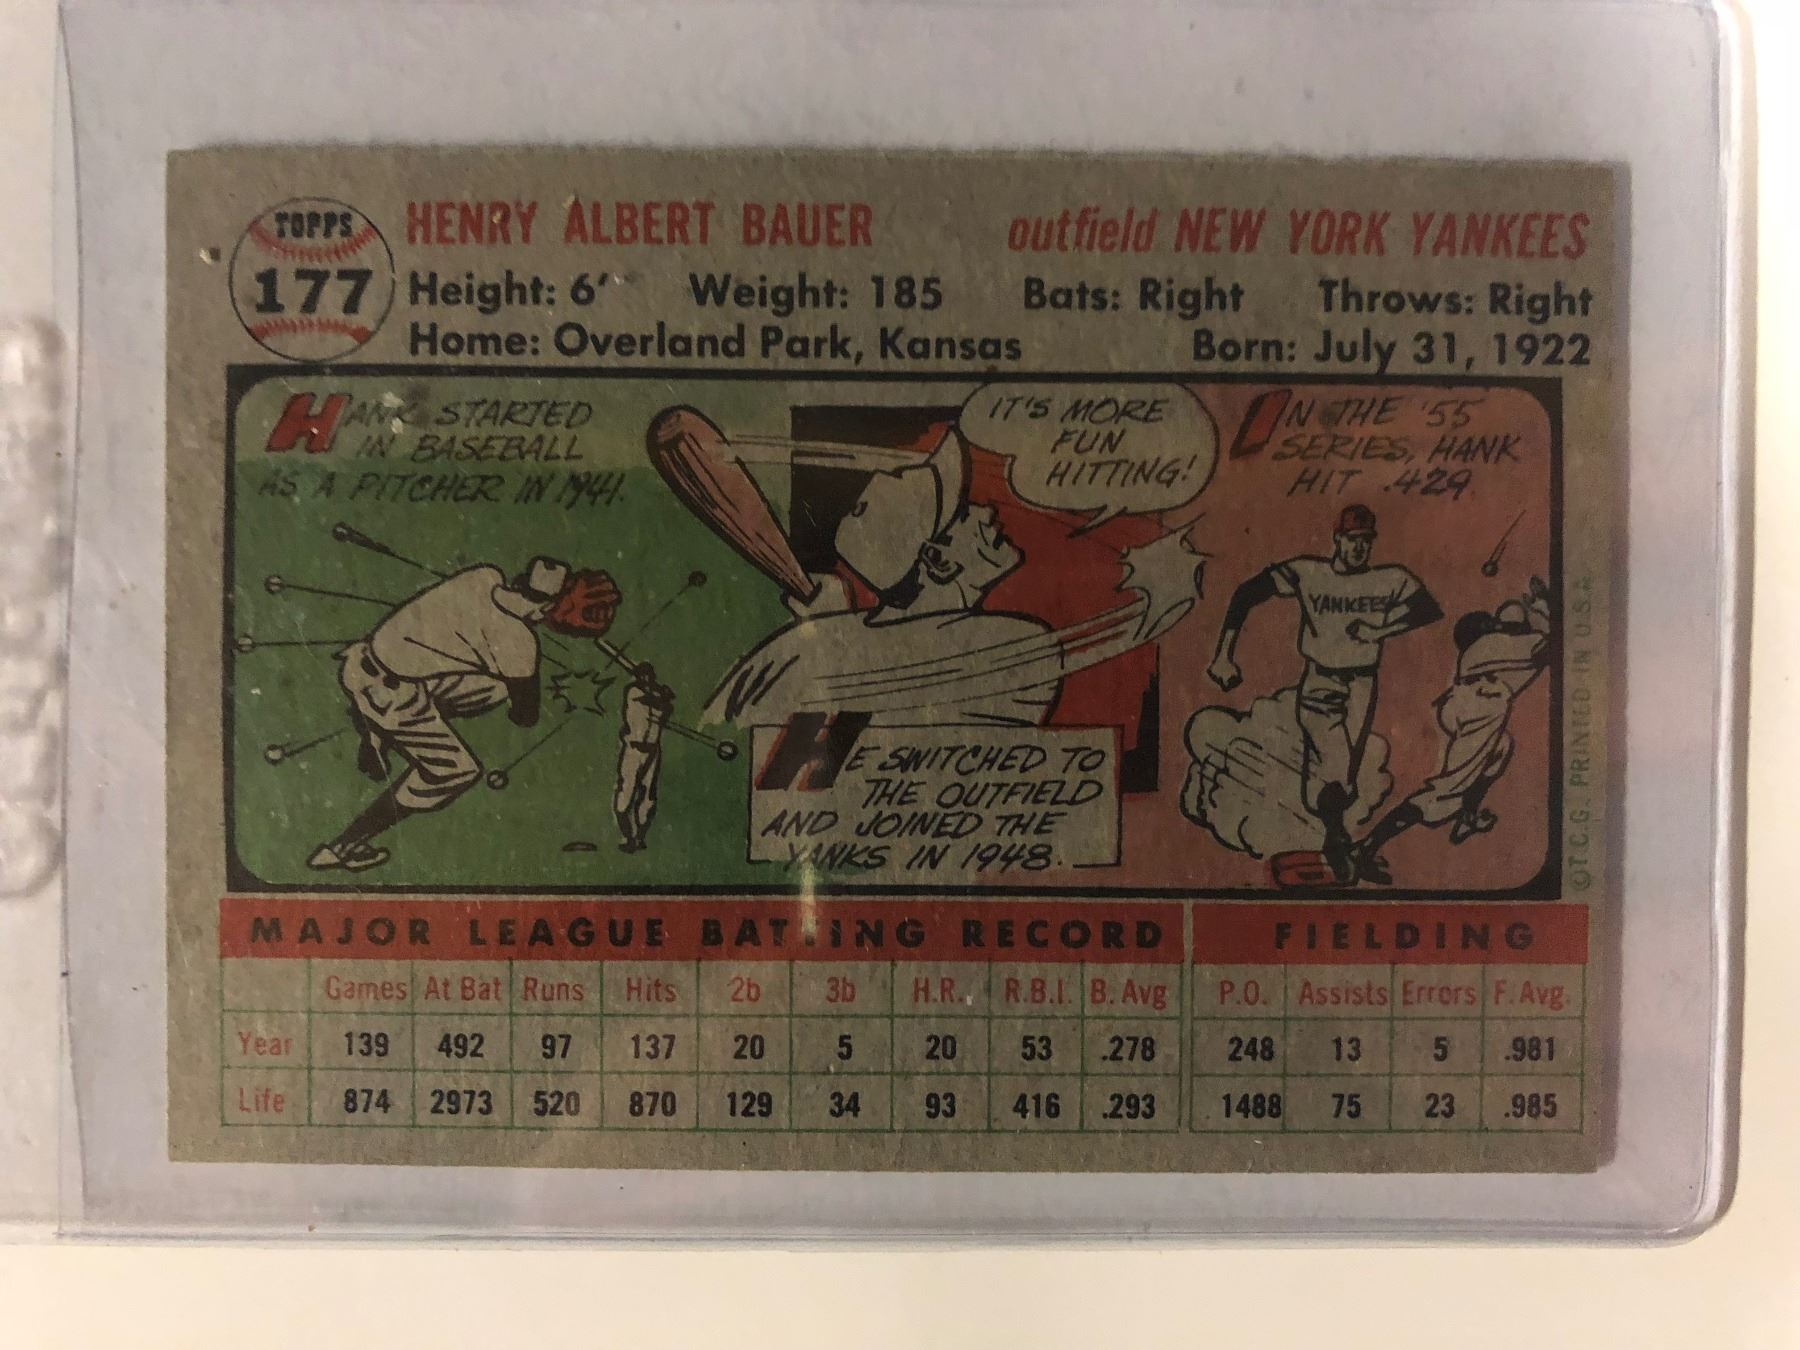 TOPPS
177
HENRY ALBERT BAUER outfield NEW YORK YANKEES
Height: 6' Weight: 185 Bats: Right Throws: Right
Home: Overland Park, Kansas Born: July 31, 1922
HANK STARTED
IN BASEBALL
AS A PITCHER IN 1941.
IT'S MORE
FUN
HITTING!
HE SWITCHED TO
THE OUTFIELD
AND JOINED THE
YANKS IN 1948.
IN THE '55
SERIES, HANK
HIT .429.
YANKEES
©T.C.G. PRINTED IN U.S.A.
MAJOR LEAGUE BATTING RECORD FIELDING
Games At Bat Runs Hits 2b 3b H.R. R.B.I. B. Avg P.O. Assists Errors F. Avg.
Year 139 492 97 137 20 5 20 53 .278 248 13 5 .981
Life 874 2973 520 870 129 34 93 416 .293 1488 75 23 .985